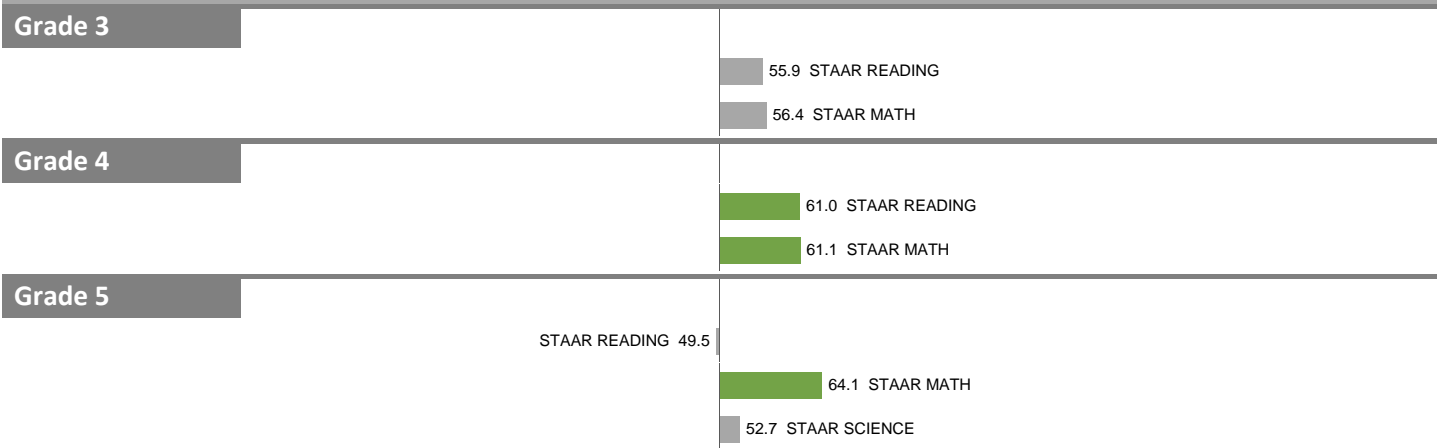 Grade 3
55.9 STAAR READING
56.4 STAAR MATH
Grade 4
61.0 STAAR READING
61.1 STAAR MATH
Grade 5
STAAR READING 49.5
64.1 STAAR MATH
52.7 STAAR SCIENCE